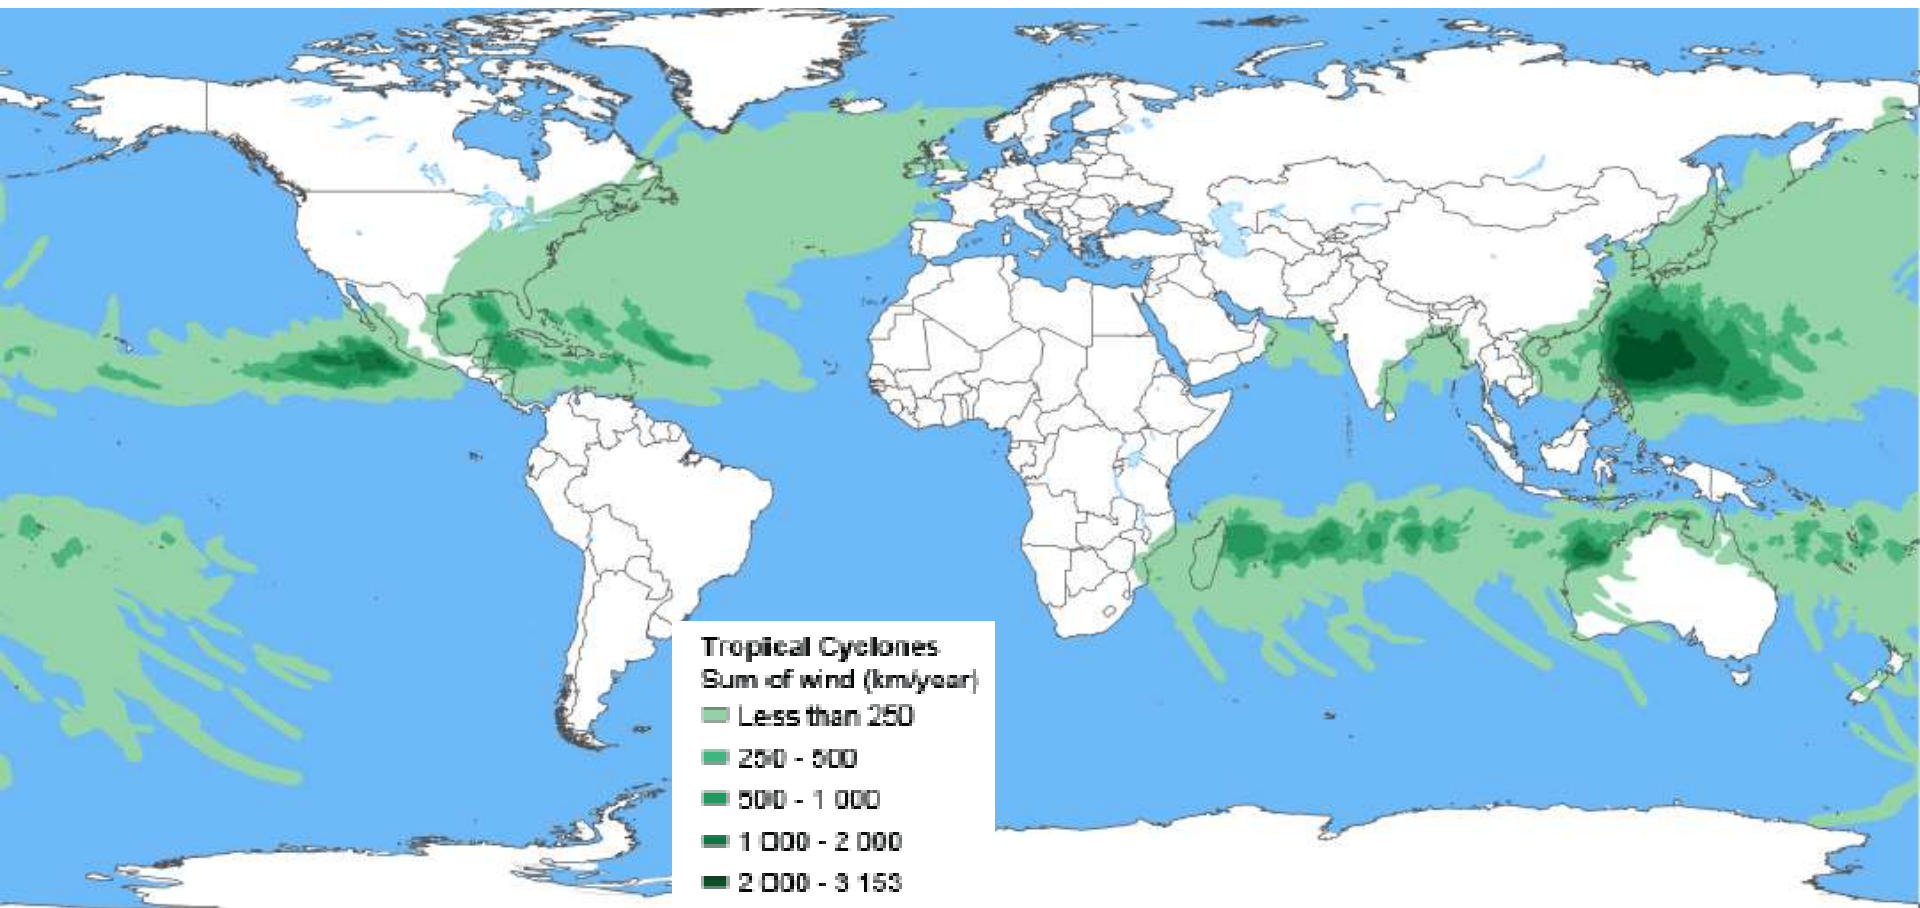 Tropical Cyclones
Sum of wind (km/year)
Less than 250
250 - 500
500 - 1 000
1 000 - 2 000
2 000 - 3 153